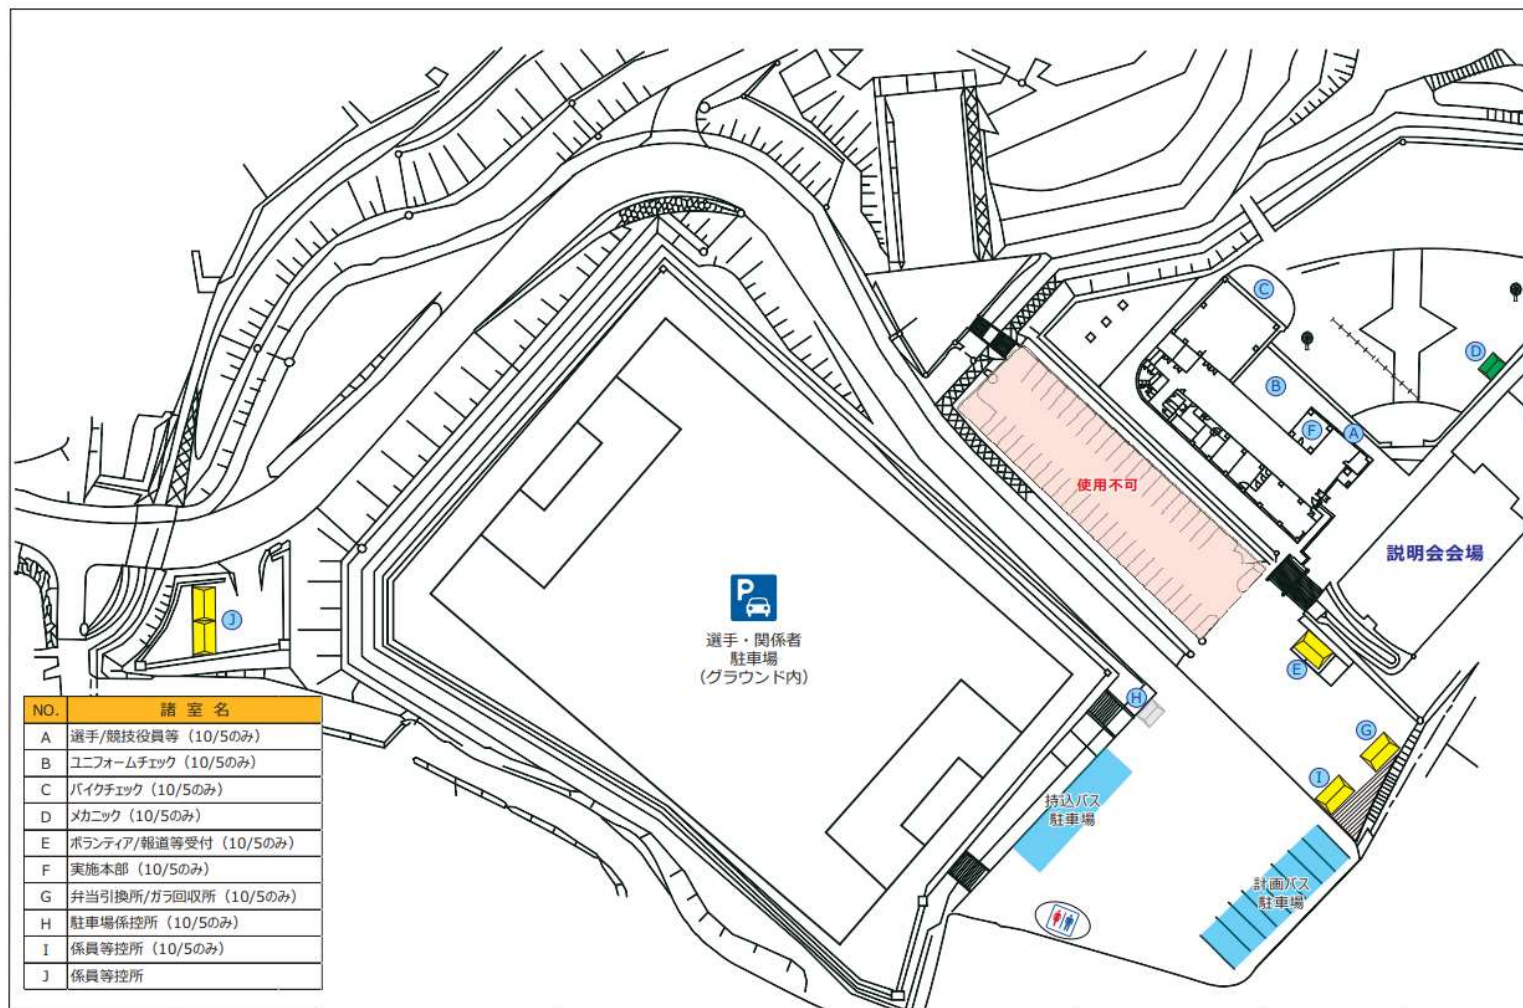 C
D
B
F
A
使用不可
説明会会場
J
P
選手・関係者
駐車場
(グラウンド内)
E
H
G
I
持込バス
駐車場
計画バス
駐車場
NO. 諸室名
A 選手/競技役員等（10/5のみ）
B ユニフォームチェック（10/5のみ）
C バイクチェック（10/5のみ）
D メカニック（10/5のみ）
E ボランティア/報道等受付（10/5のみ）
F 実施本部（10/5のみ）
G 弁当引換所/ガラ回収所（10/5のみ）
H 駐車場係控所（10/5のみ）
I 係員等控所（10/5のみ）
J 係員等控所